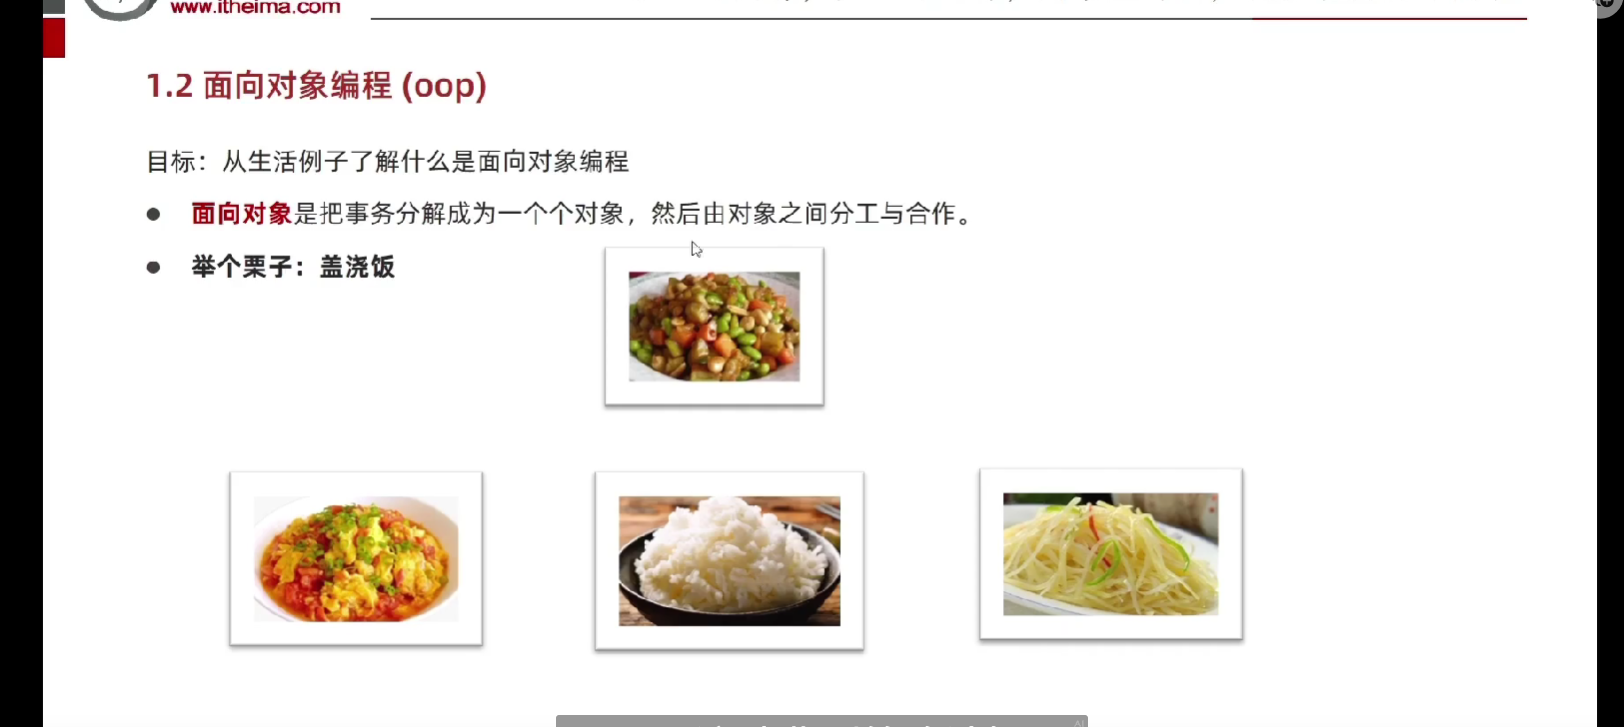 www.itheima.com
1.2 面向对象编程 (oop)
目标：从生活例子了解什么是面向对象编程
● 面向对象是把事务分解成为一个个对象，然后由对象之间分工与合作。
● 举个栗子：盖浇饭
AI